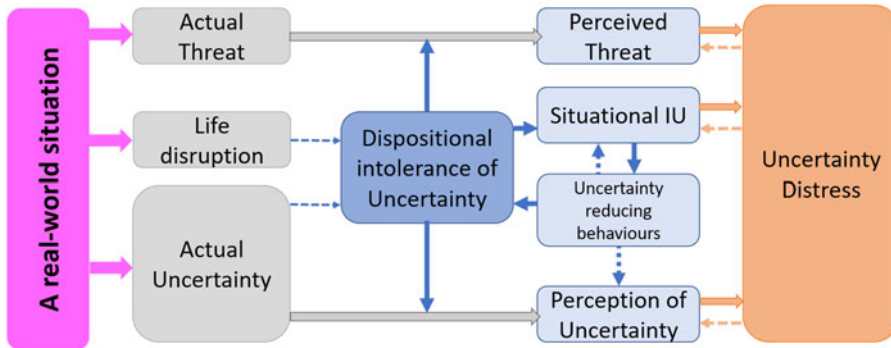 A real-world situation
Actual
Threat
Life
disruption
Actual
Uncertainty
Dispositional
intolerance of
Uncertainty
Perceived
Threat
Situational IU
Uncertainty
reducing
behaviours
Perception of
Uncertainty
Uncertainty
Distress